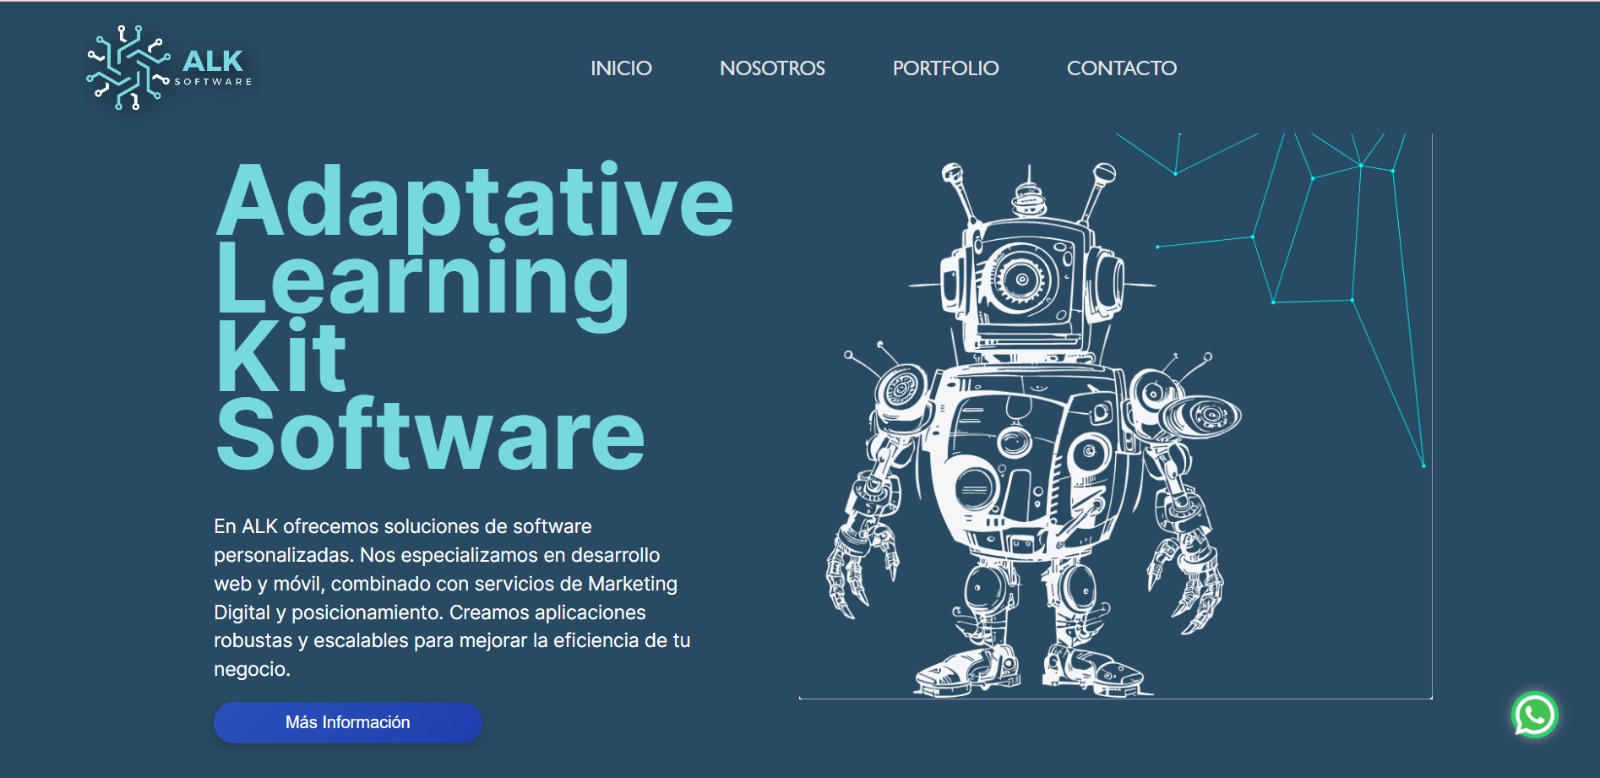 ALK
SOFTWARE
INICIO NOSOTROS PORTFOLIO CONTACTO
Adaptative
Learning
Kit
Software
En ALK ofrecemos soluciones de software
personalizadas. Nos especializamos en desarrollo
web y móvil, combinado con servicios de Marketing
Digital y posicionamiento. Creamos aplicaciones
robustas y escalables para mejorar la eficiencia de tu
negocio.
Más Información